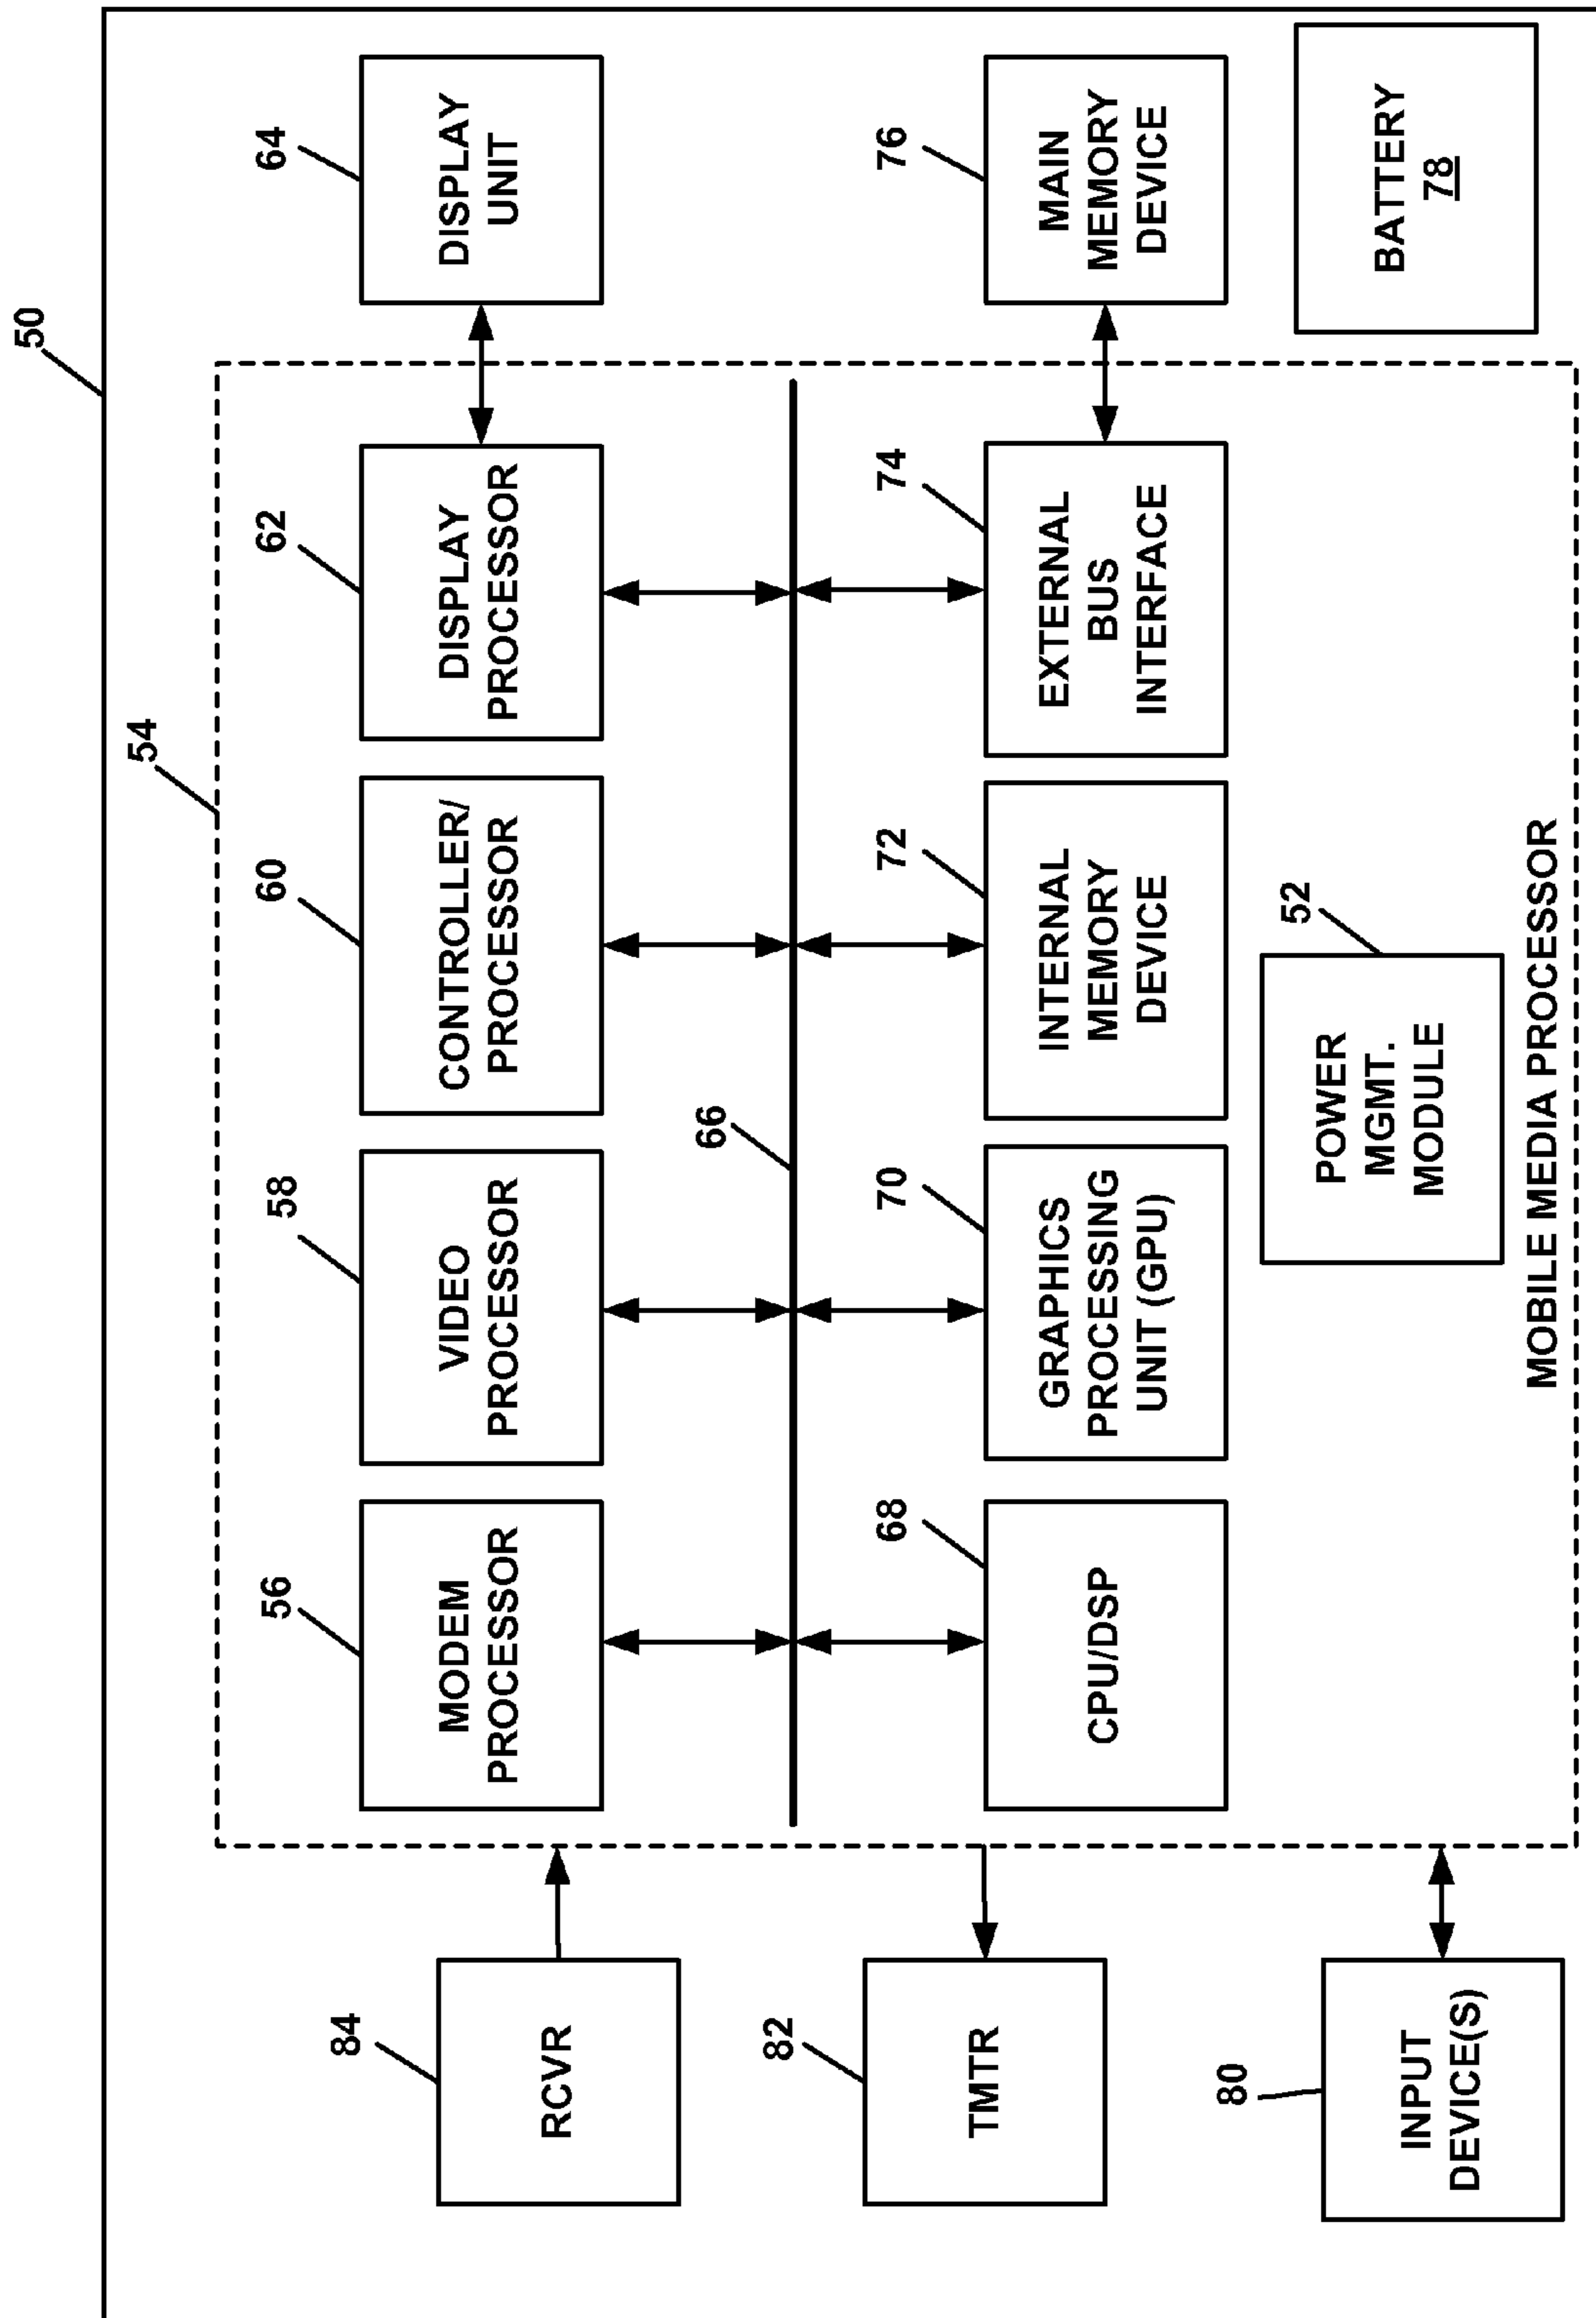 50
54
84
RCVR
82
TMTR
80
INPUT
DEVICE(S)
56
MODEM
PROCESSOR
58
VIDEO
PROCESSOR
60
CONTROLLER/
PROCESSOR
62
DISPLAY
PROCESSOR
64
DISPLAY
UNIT
66
68
CPU/DSP
70
GRAPHICS
PROCESSING
UNIT (GPU)
72
INTERNAL
MEMORY
DEVICE
74
EXTERNAL
BUS
INTERFACE
76
MAIN
MEMORY
DEVICE
52
POWER
MGMT.
MODULE
BATTERY
78
MOBILE MEDIA PROCESSOR